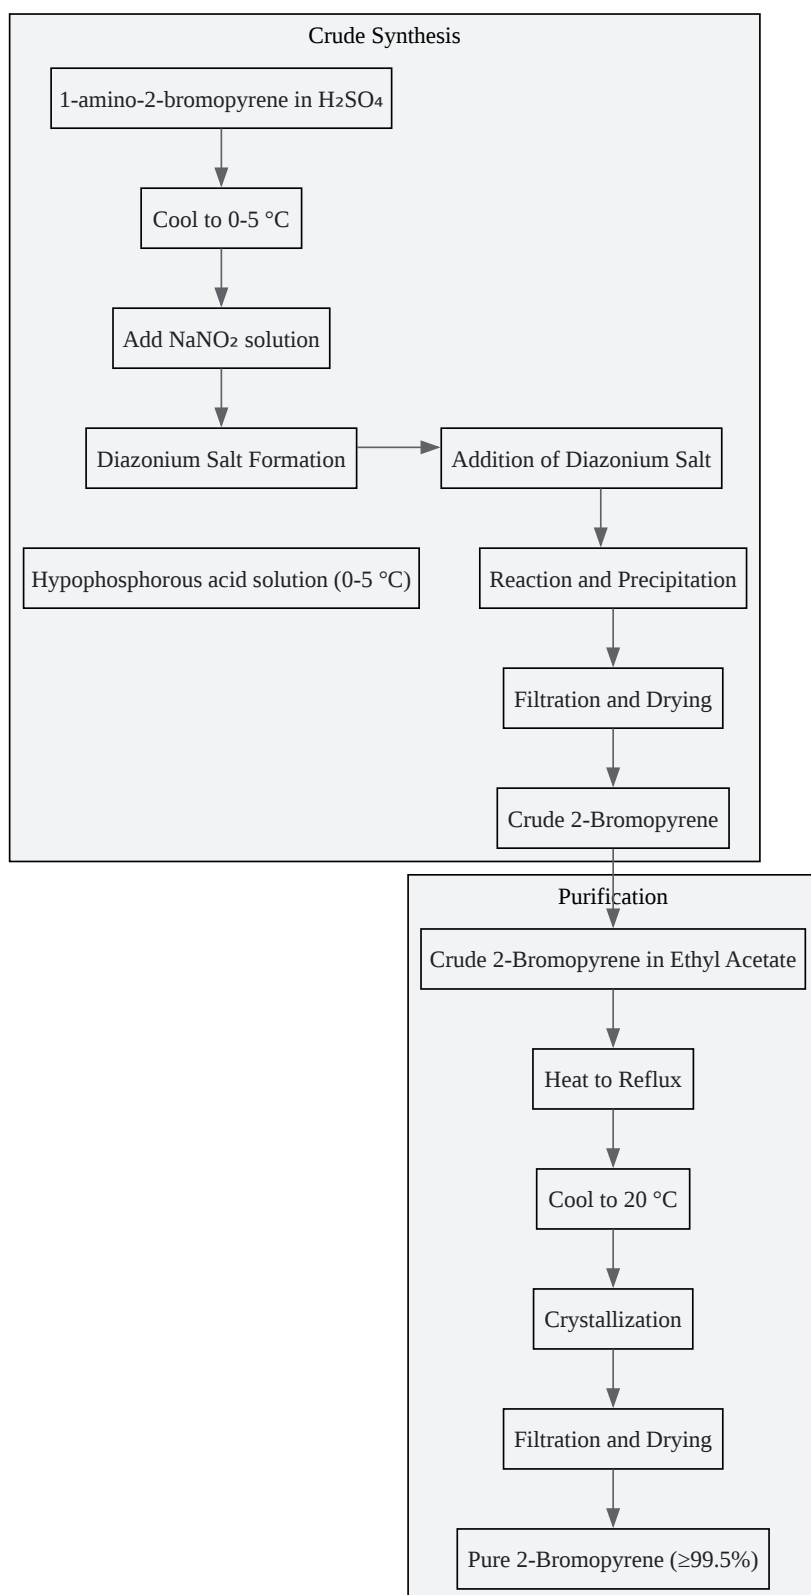 Crude Synthesis
1-amino-2-bromopyrene in H₂SO₄
Cool to 0-5 °C
Add NaNO₂ solution
Diazonium Salt Formation
Addition of Diazonium Salt
Hypophosphorous acid solution (0-5 °C)
Reaction and Precipitation
Filtration and Drying
Crude 2-Bromopyrene
Purification
Crude 2-Bromopyrene in Ethyl Acetate
Heat to Reflux
Cool to 20 °C
Crystallization
Filtration and Drying
Pure 2-Bromopyrene (≥99.5%)